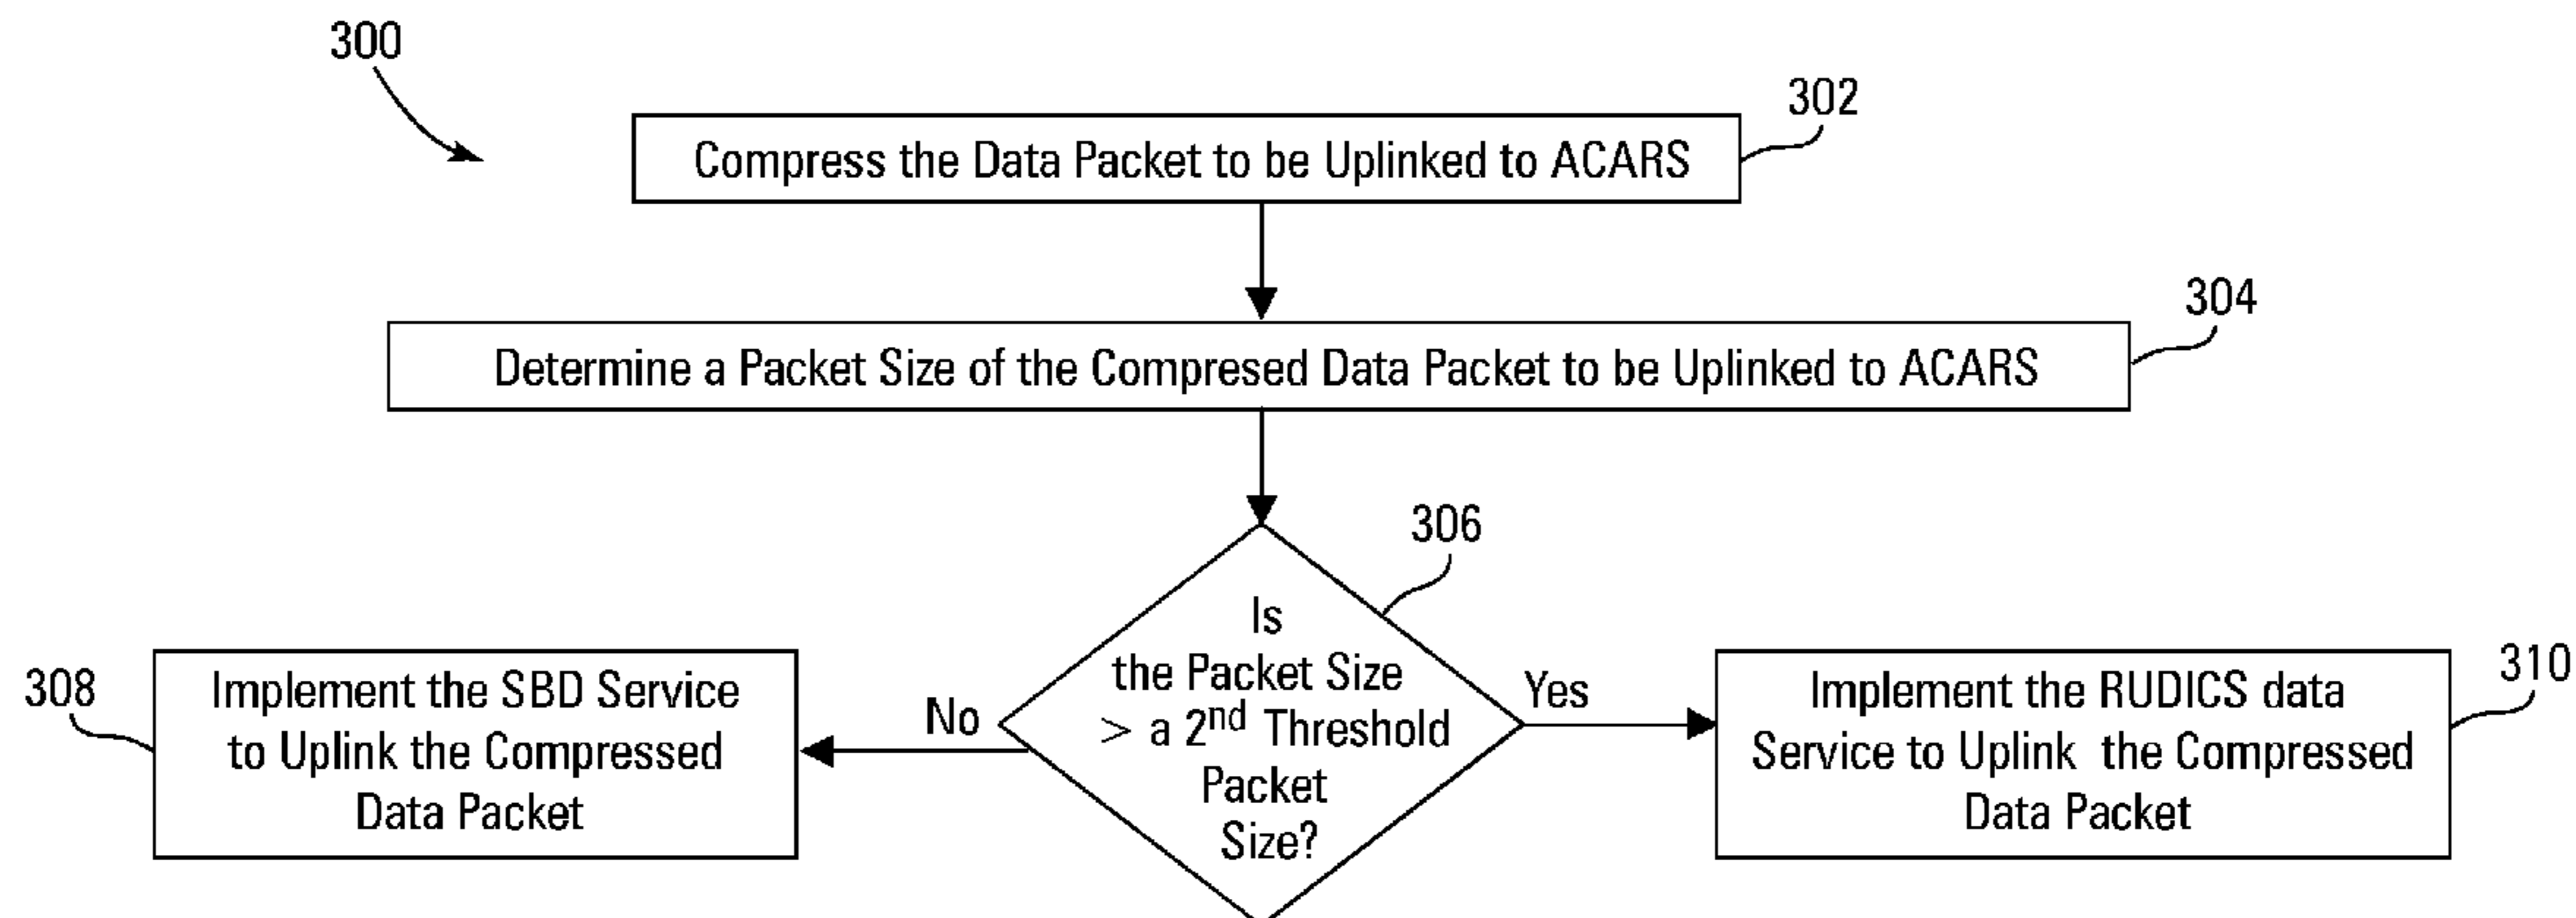 300
302
Compress the Data Packet to be Uplinked to ACARS
304
Determine a Packet Size of the Compresed Data Packet to be Uplinked to ACARS
306
Is
the Packet Size
> a 2nd Threshold
Packet
Size?
No
Yes
308
Implement the SBD Service
to Uplink the Compressed
Data Packet
310
Implement the RUDICS data
Service to Uplink the Compressed
Data Packet